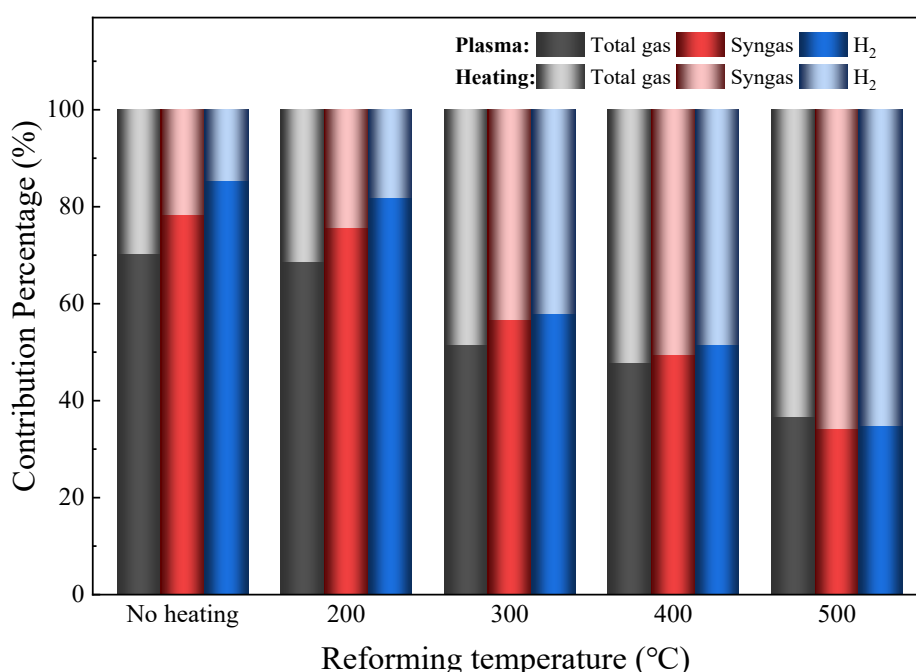 Plasma: Total gas Syngas H₂
Heating: Total gas Syngas H₂
Contribution Percentage (%)
100
80
60
40
20
0
No heating 200 300 400 500
Reforming temperature (℃)